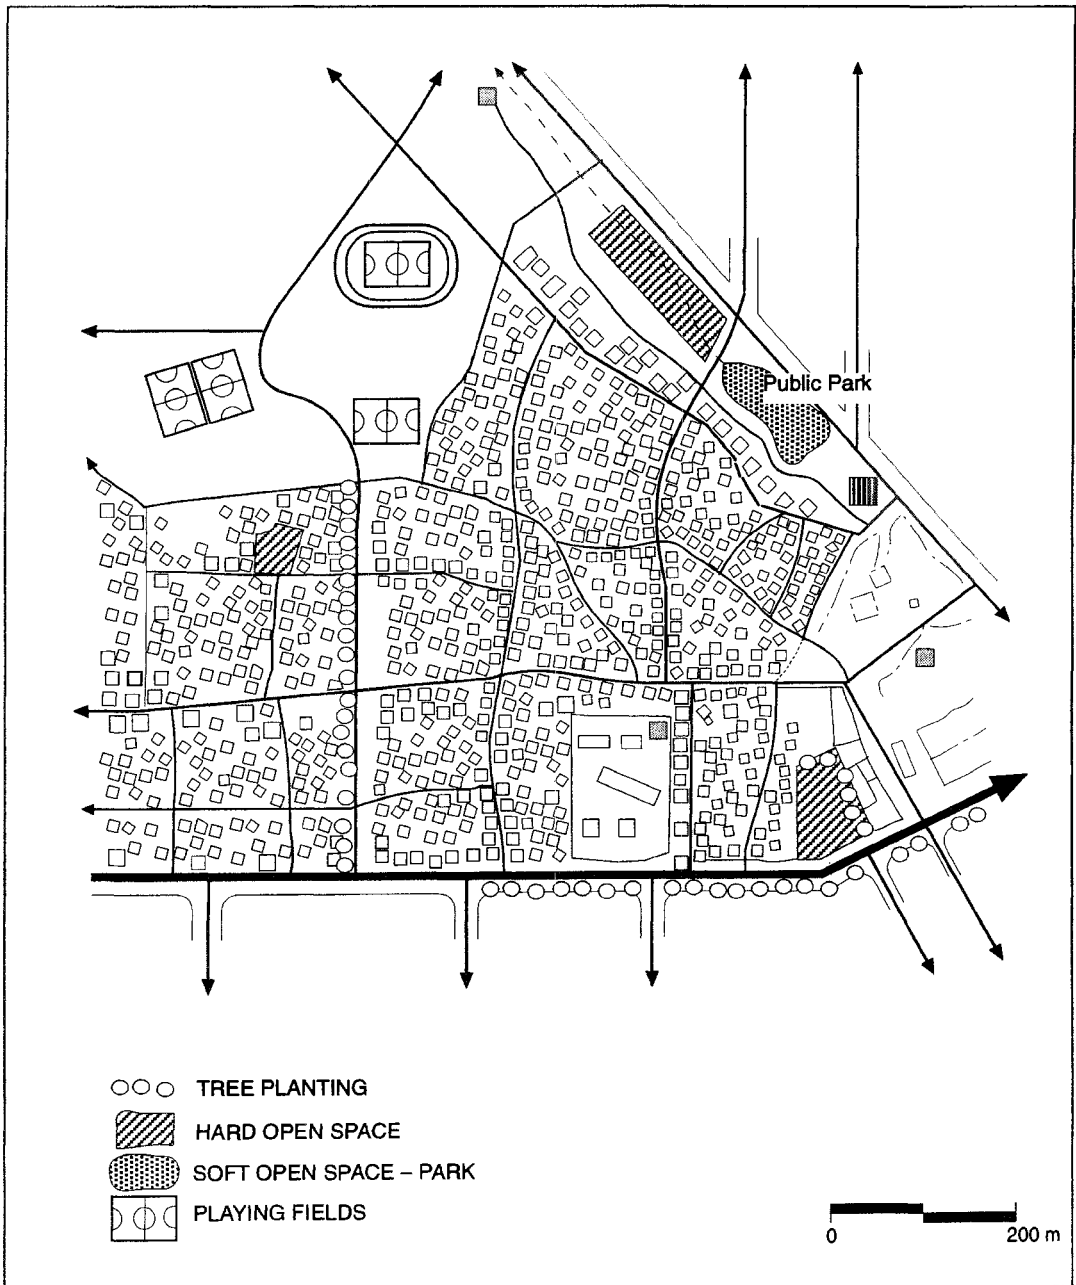 Public Park
TREE PLANTING
HARD OPEN SPACE
SOFT OPEN SPACE – PARK
PLAYING FIELDS
0 200 m